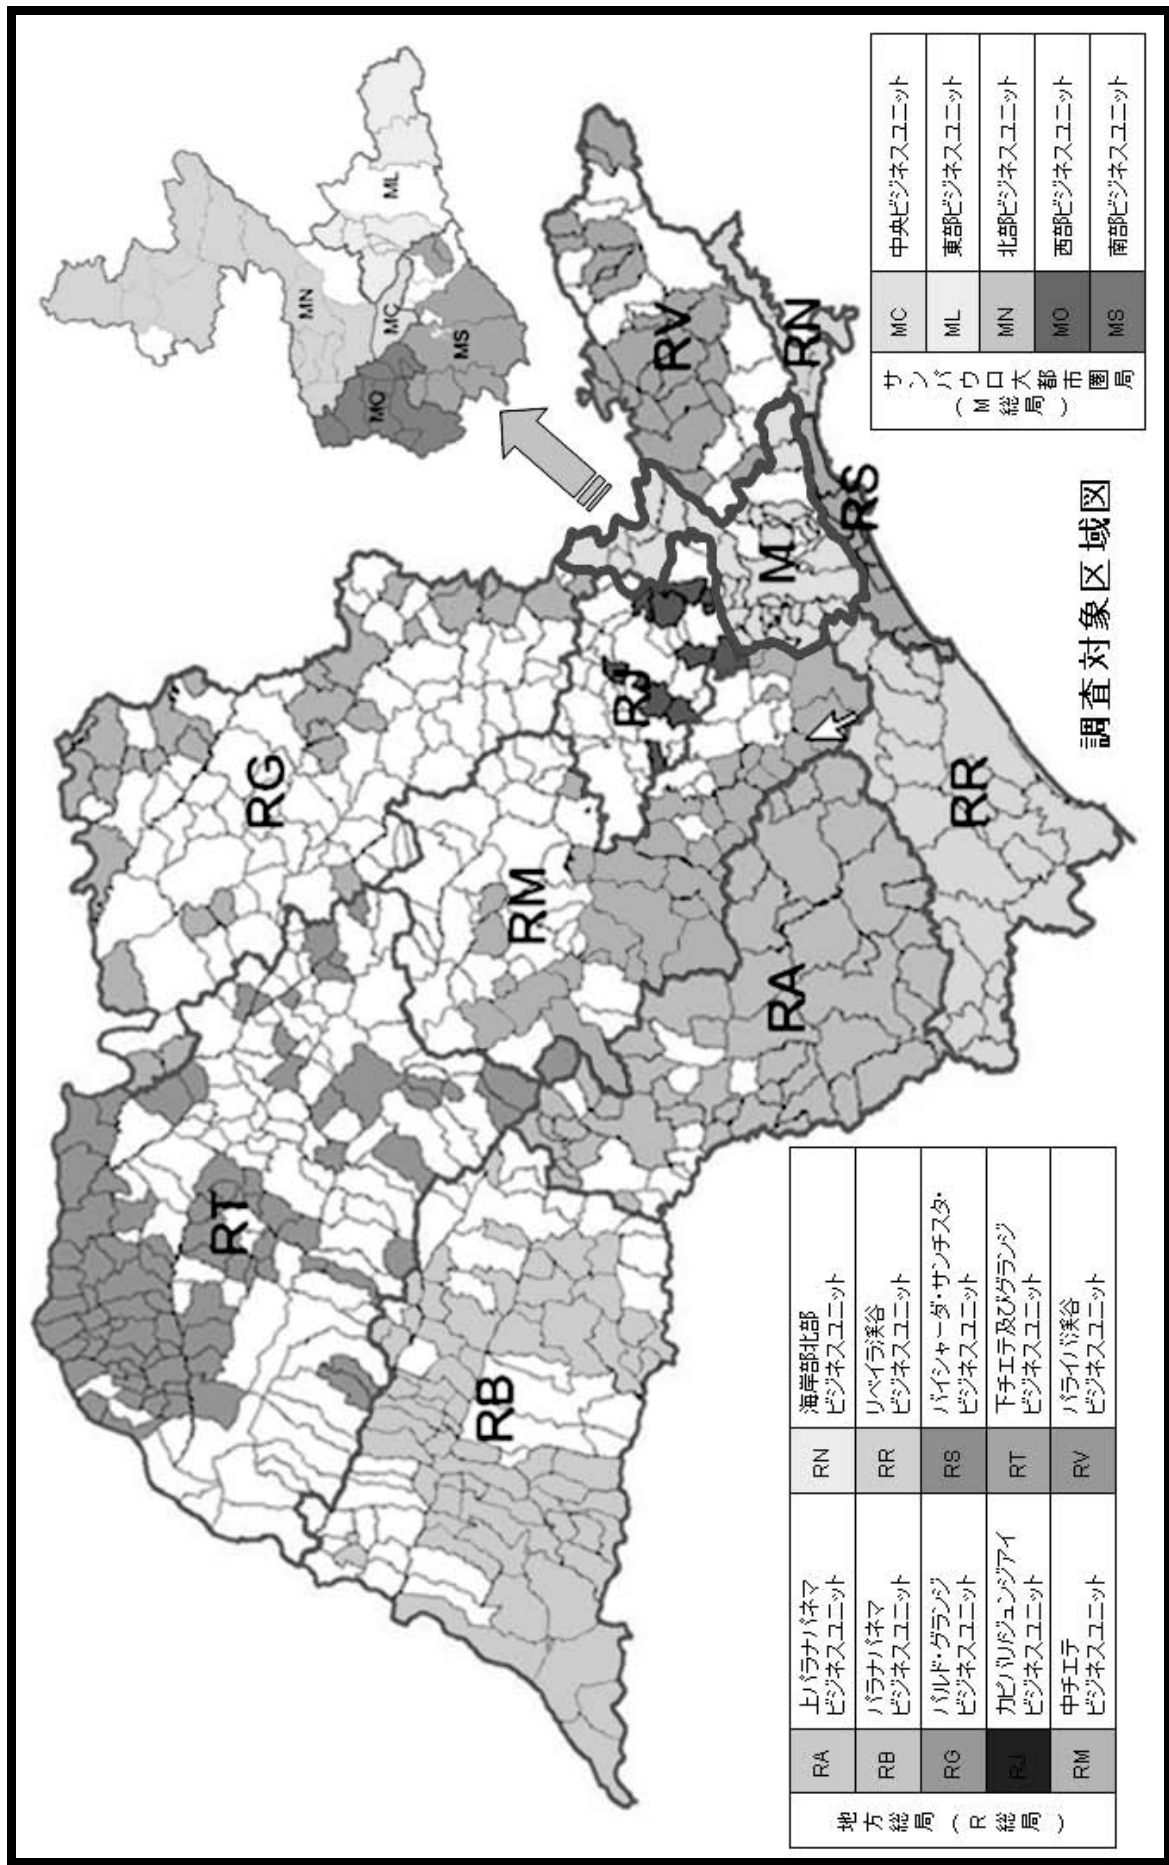 調査対象区域図
RT
RG
RB
RM
RJ
RV
RA
M
RN
RS
RR
MN
ML
MC
MO
MS
地方総局（R総局）
RA
上パラナパネマ
ビジネスユニット
RN
海岸部北部
ビジネスユニット
RB
パラナパネマ
ビジネスユニット
RR
リベイラ渓谷
ビジネスユニット
RG
パルド・グランジ
ビジネスユニット
RS
バイシャーダ・サンチスタ・
ビジネスユニット
RJ
カピバリ/ジュンジアイ
ビジネスユニット
RT
下チエテ及びグランジ
ビジネスユニット
RM
中チエテ
ビジネスユニット
RV
パライバ渓谷
ビジネスユニット
サンパウロ大都市圏局
（M総局）
MC
中央ビジネスユニット
ML
東部ビジネスユニット
MN
北部ビジネスユニット
MO
西部ビジネスユニット
MS
南部ビジネスユニット